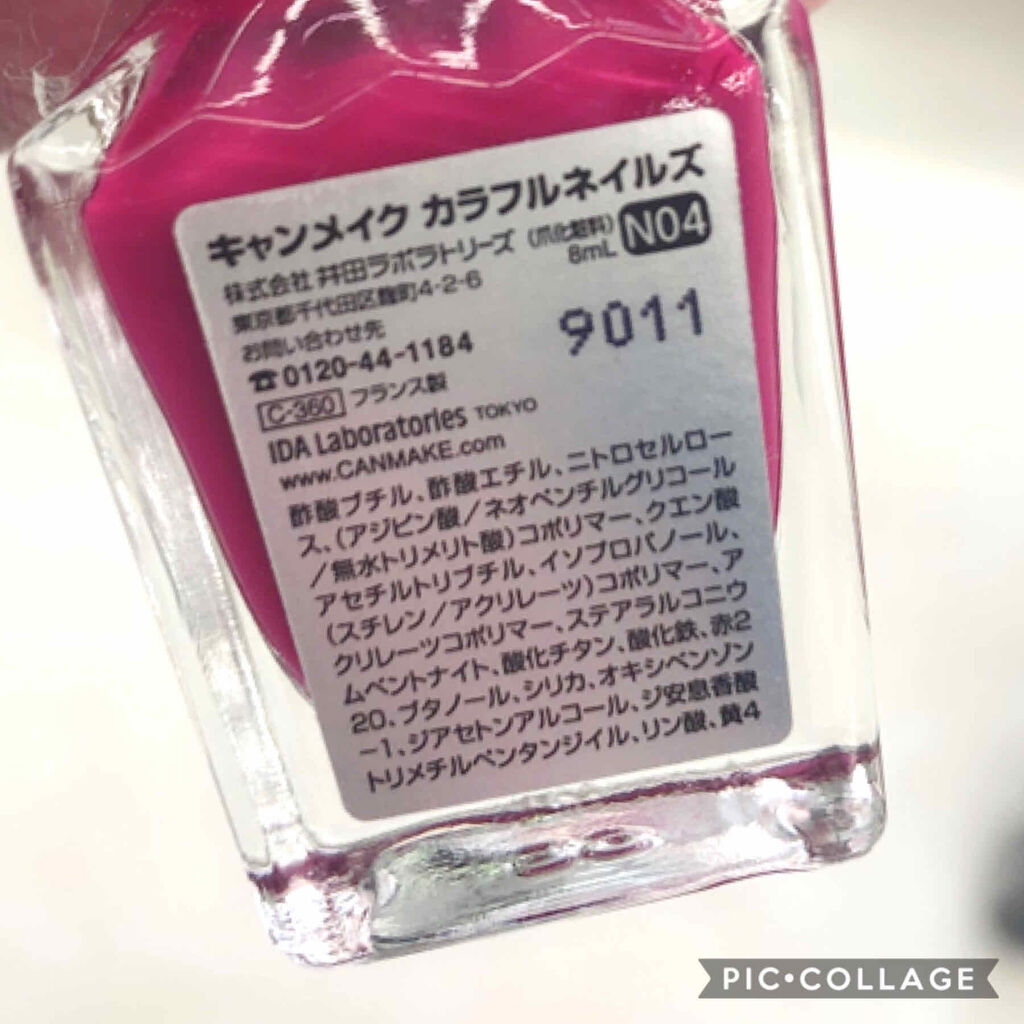 キャンメイク カラフルネイルズ
株式会社 井田ラボラトリーズ (爪化粧料) N04
東京都千代田区麹町4-2-6 8mL
お問い合わせ先
☎0120-44-1184 9011
C-360 フランス製
IDA Laboratories TOKYO
www.CANMAKE.com
酢酸ブチル、酢酸エチル、ニトロセルロー
ス、(アジピン酸/ネオペンチルグリコール
/無水トリメリト酸)コポリマー、クエン酸
アセチルトリブチル、イソプロパノール、
(スチレン/アクリレーツ)コポリマー、ア
クリレーツコポリマー、ステアラルコニウ
ムベントナイト、酸化チタン、酸化鉄、赤2
20、ブタノール、シリカ、オキシベンゾン
-1、ジアセトンアルコール、ジ安息香酸
トリメチルペンタンジイル、リン酸、黄4
PIC•COLLAGE